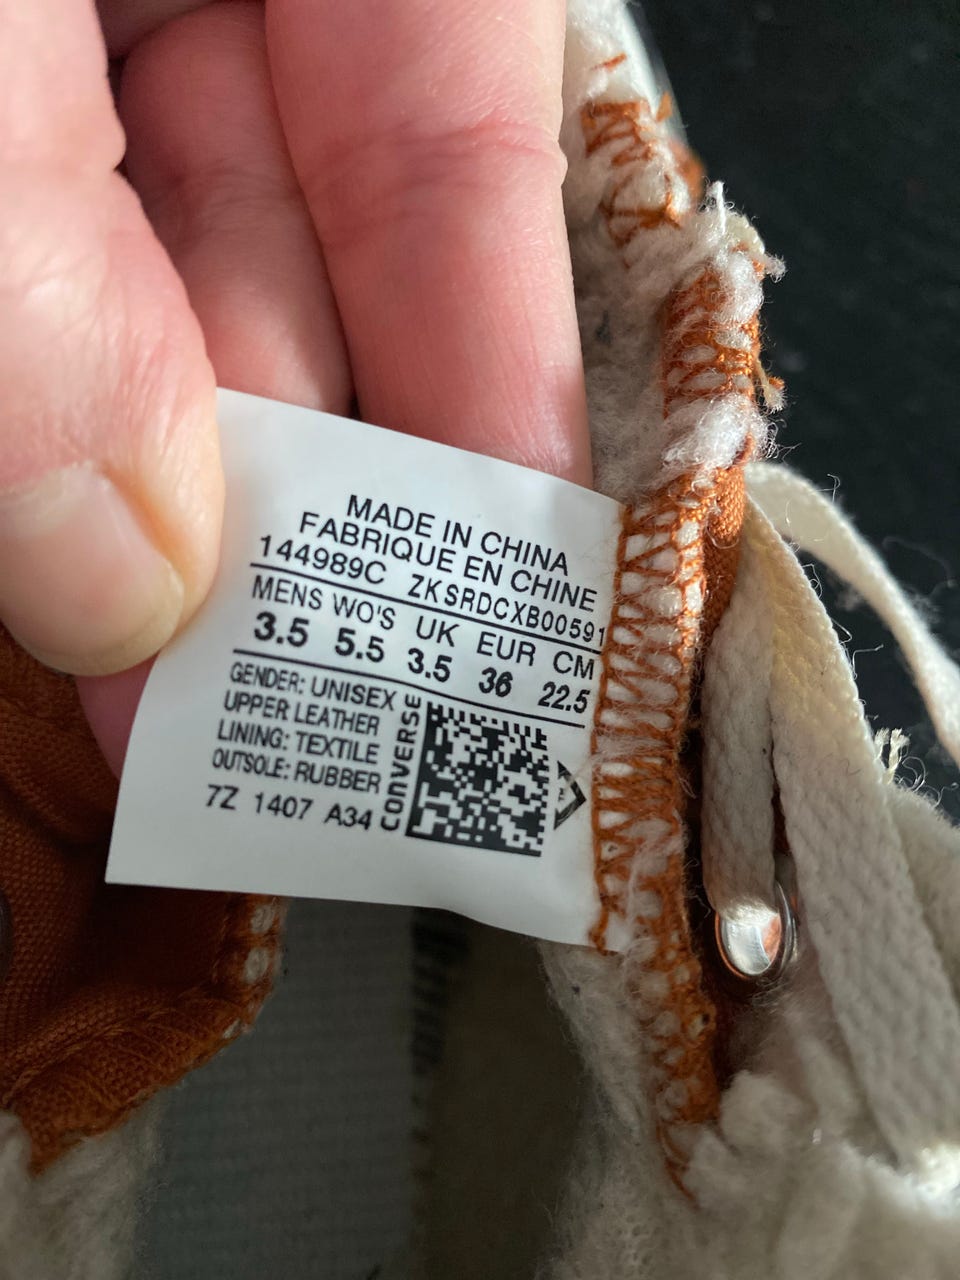 MADE IN CHINA
FABRIQUE EN CHINE
144989C ZKSRDCXB00591
MENS WO'S UK EUR CM
3.5 5.5 3.5 36 22.5
GENDER: UNISEX
UPPER: LEATHER
LINING: TEXTILE
OUTSOLE: RUBBER
7Z 1407 A34
CONVERSE